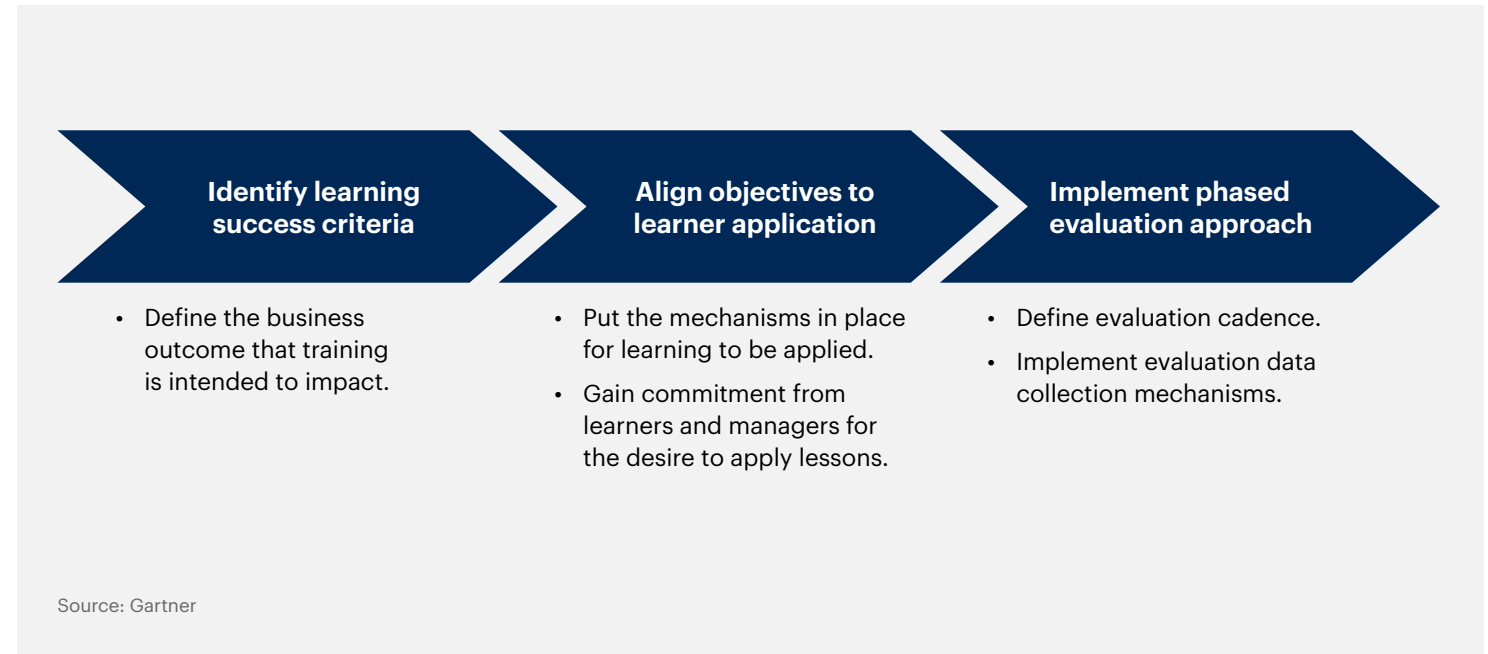 Identify learning
success criteria
Align objectives to
learner application
Implement phased
evaluation approach
• Define the business
outcome that training
is intended to impact.
• Put the mechanisms in place
for learning to be applied.
• Gain commitment from
learners and managers for
the desire to apply lessons.
• Define evaluation cadence.
• Implement evaluation data
collection mechanisms.
Source: Gartner